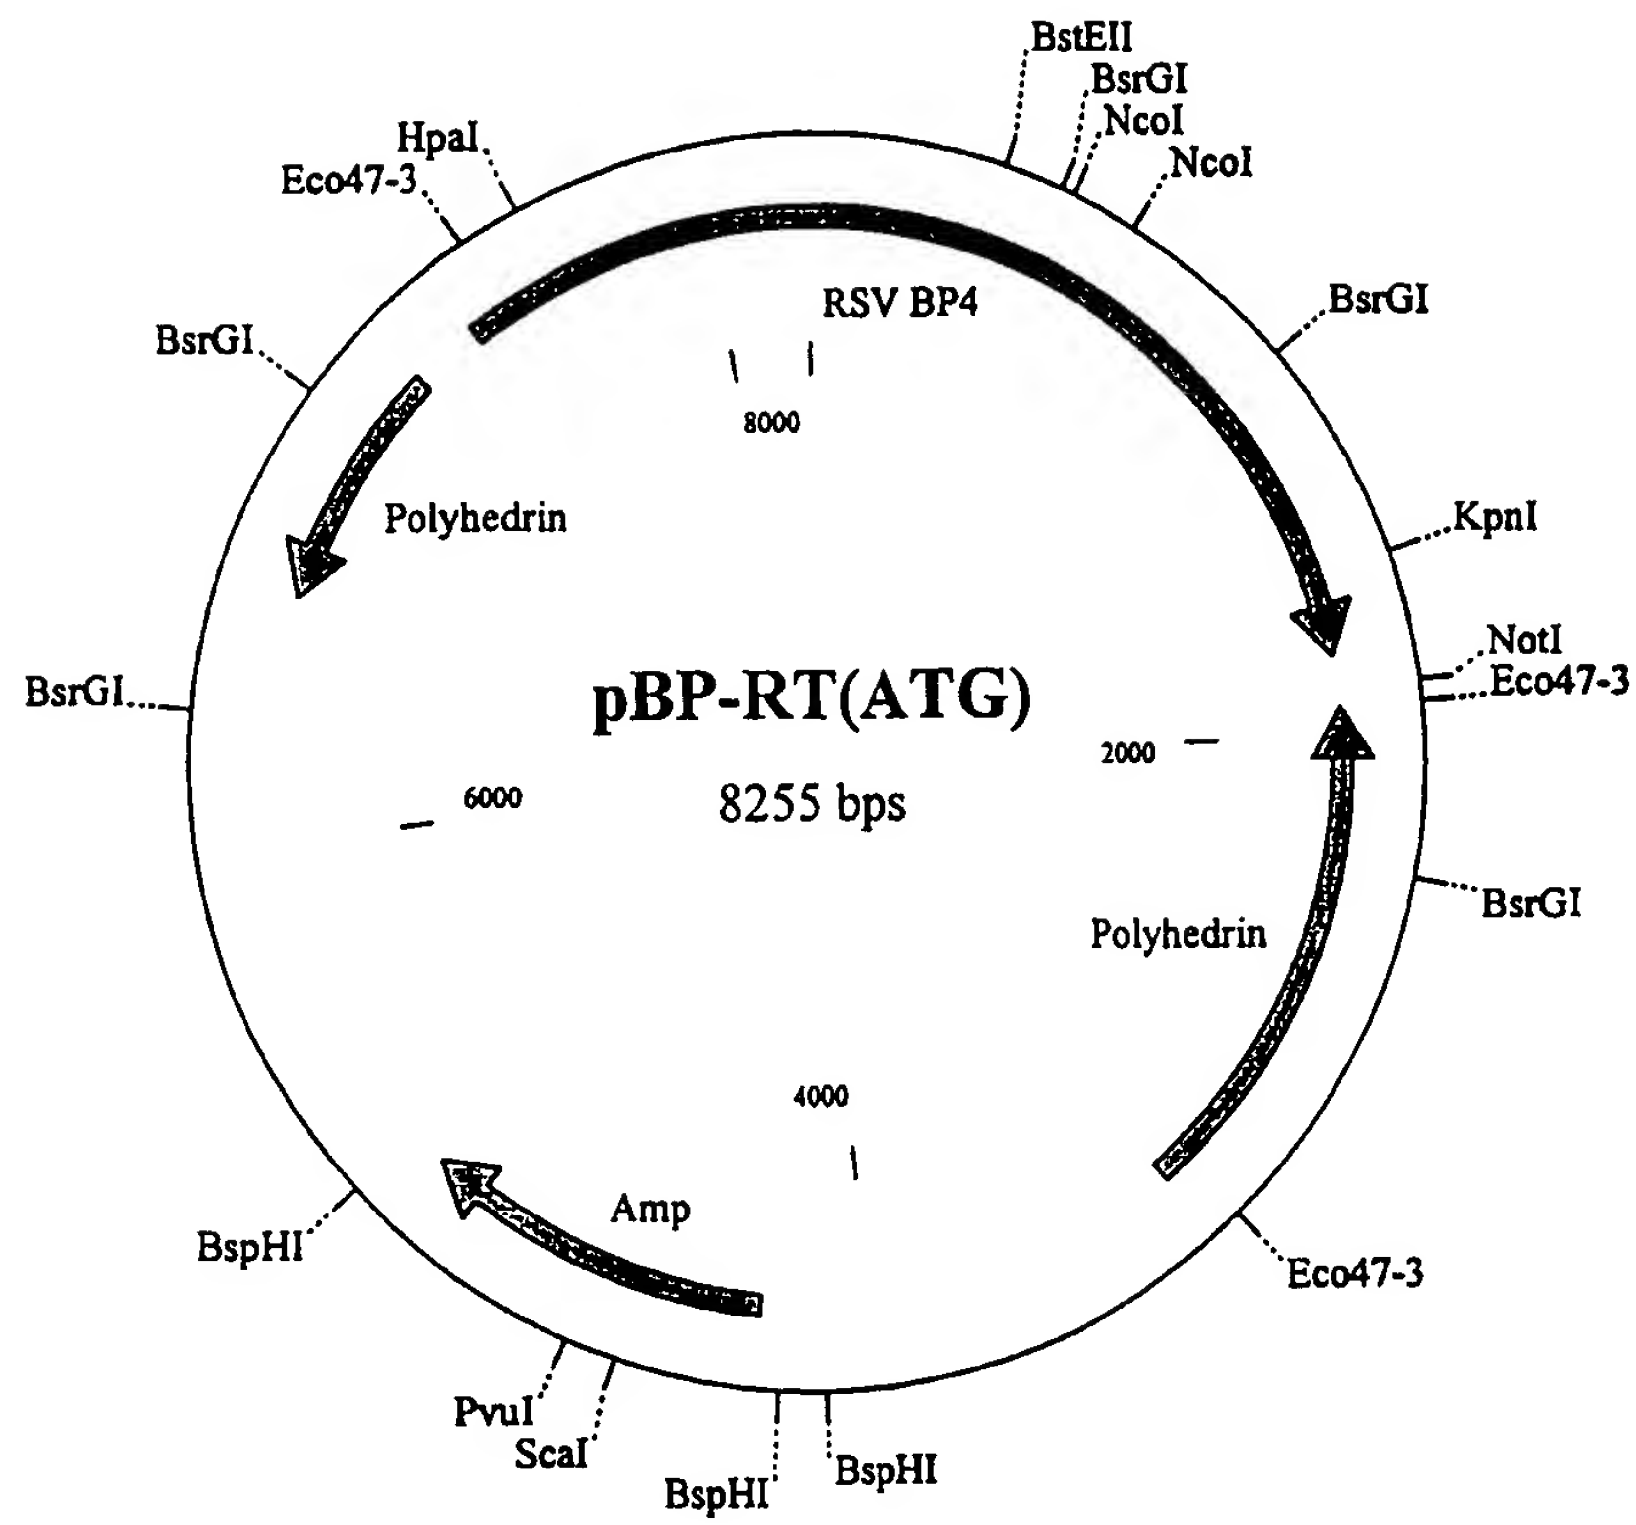 BstEII
BsrGI
NcoI
HpaI
NcoI
Eco47-3
RSV BP4
BsrGI
BsrGI
8000
Polyhedrin
KpnI
NotI
pBP-RT(ATG)
Eco47-3
BsrGI
2000
6000
8255 bps
BsrGI
Polyhedrin
4000
Amp
BspHI
Eco47-3
PvuI
ScaI
BspHI
BspHI